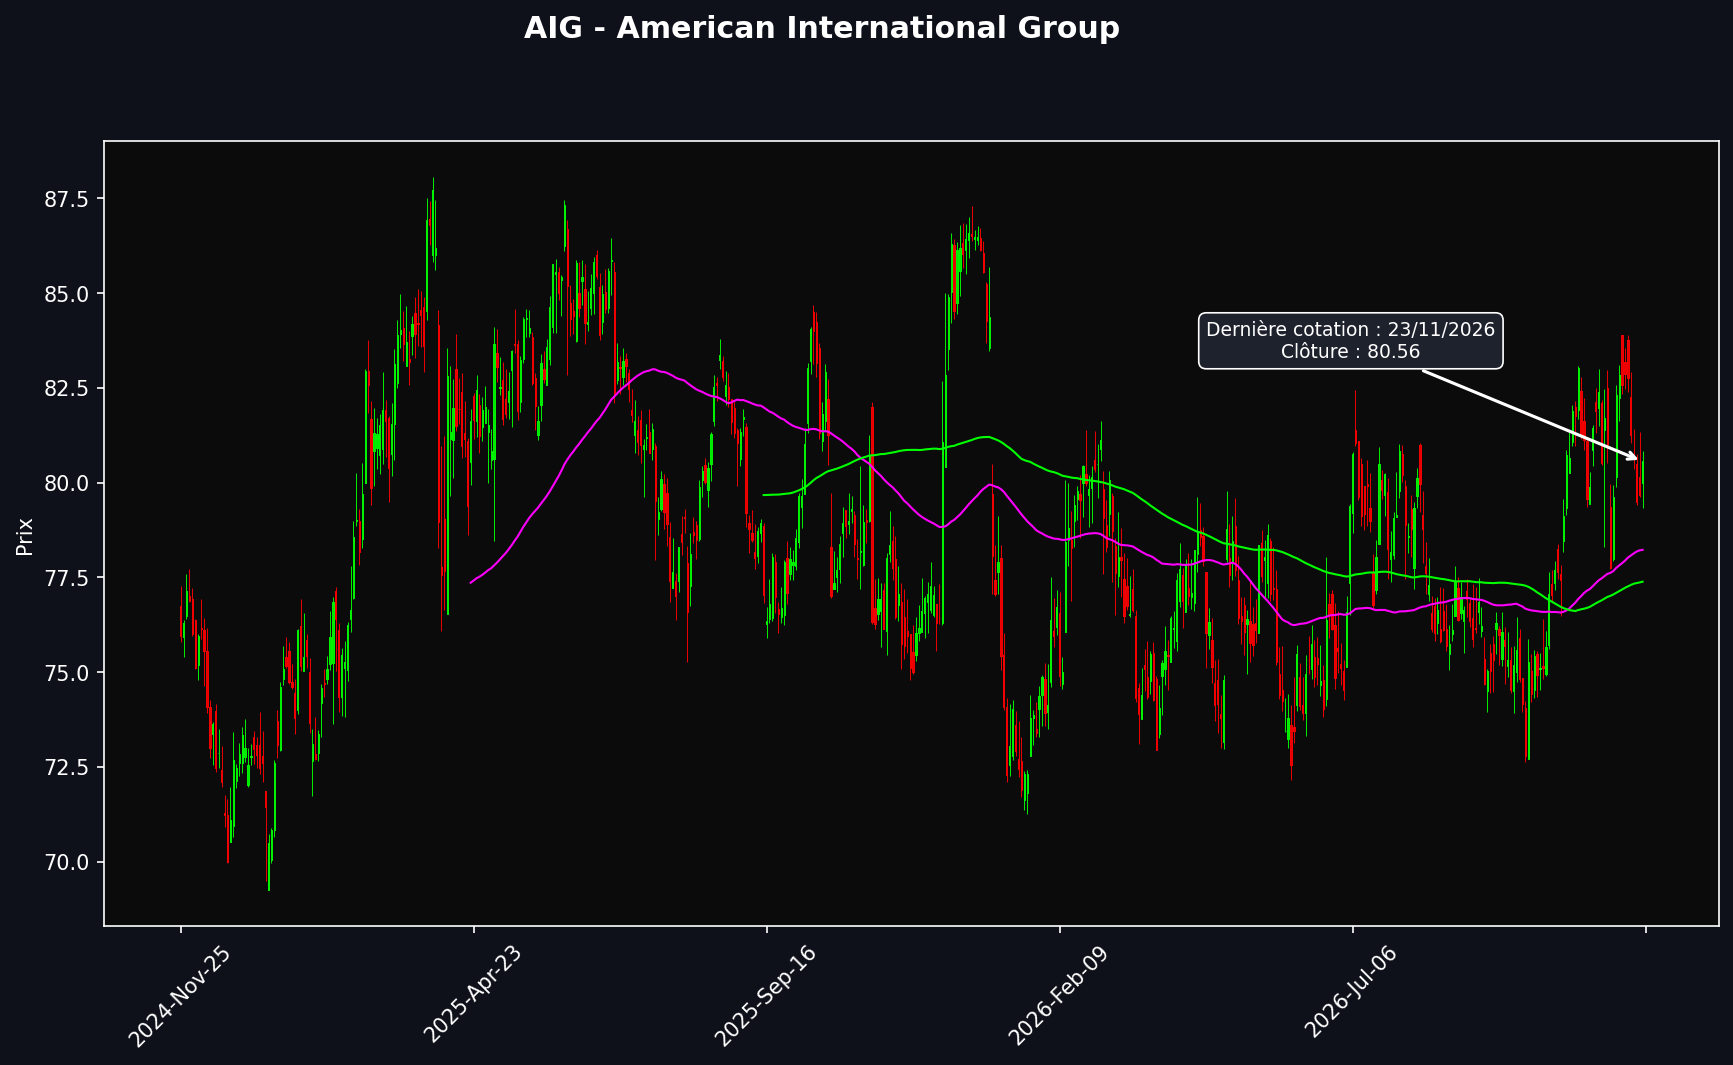 AIG - American International Group
Prix
87.5
85.0
82.5
80.0
77.5
75.0
72.5
70.0
Dernière cotation : 23/11/2026
Clôture : 80.56
2024-Nov-25
2025-Apr-23
2025-Sep-16
2026-Feb-09
2026-Jul-06